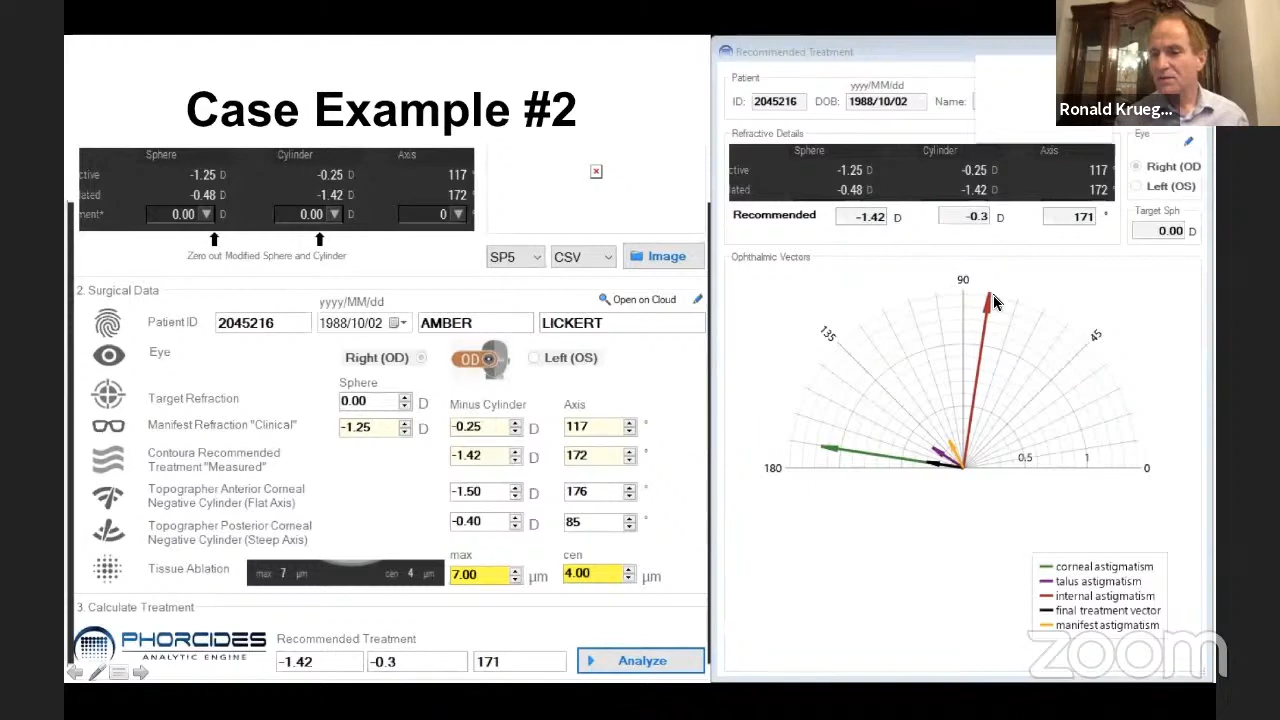 Case Example #2
Sphere Cylinder Axis
ctive -1.25 D -0.25 D 117 °
ated -0.48 D -1.42 D 172 °
ment* 0.00 D 0.00 D 0
Zero out Modified Sphere and Cylinder
SP5 CSV Image
2. Surgical Data
yyyy/MM/dd
Open on Cloud
Patient ID 2045216 1988/10/02 AMBER LICKERT
Eye Right (OD) OD Left (OS)
Sphere
Target Refraction 0.00 D Minus Cylinder Axis
Manifest Refraction "Clinical" -1.25 D -0.25 D 117 °
Contoura Recommended
Treatment "Measured" -1.42 D 172 °
Topographer Anterior Corneal
Negative Cylinder (Flat Axis) -1.50 D 176 °
Topographer Posterior Corneal
Negative Cylinder (Steep Axis) -0.40 D 85 °
max cen
Tissue Ablation max 7 µm cen 4 µm 7.00 µm 4.00 µm
3. Calculate Treatment
PHORCIDES
ANALYTIC ENGINE
Recommended Treatment
-1.42 -0.3 171 Analyze
Recommended Treatment
Patient
yyyy/MM/dd
ID: 2045216 DOB: 1988/10/02 Name:
Ronald Krueg...
Refractive Details
Eye
Sphere Cylinder Axis
ctive -1.25 D -0.25 D 117
ated -0.48 D -1.42 D 172
Recommended -1.42 D -0.3 D 171 °
Right (OD
Left (OS)
Target Sph
0.00 D
Ophthalmic Vectors
90
135
45
180
0.5
1
0
corneal astigmatism
talus astigmatism
internal astigmatism
final treatment vector
manifest astigmatism
zoom